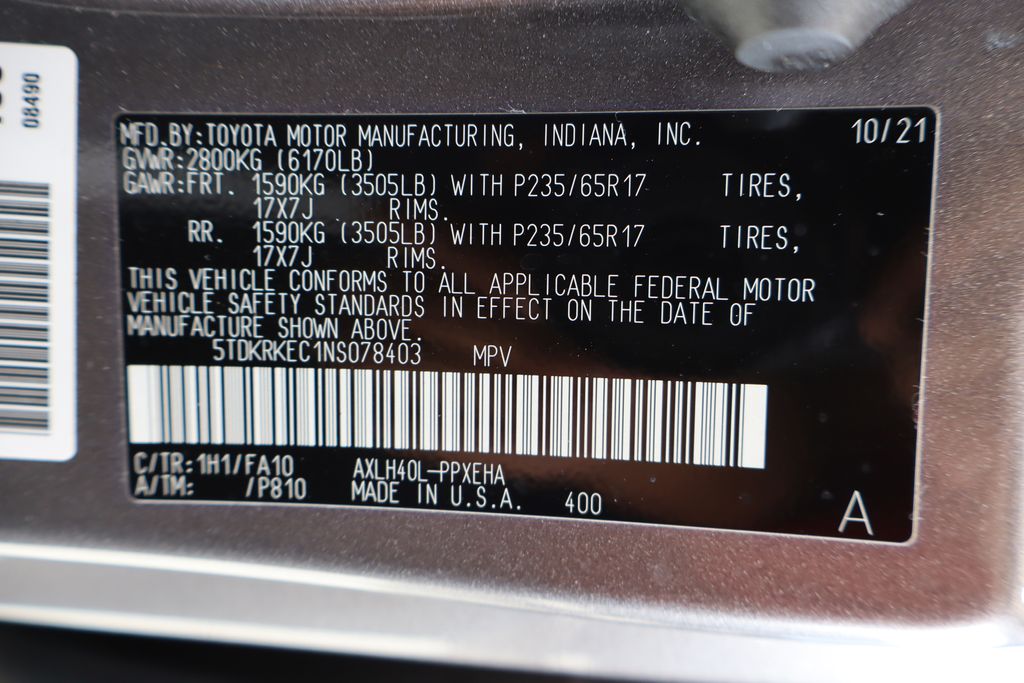 08490
MFD.BY:TOYOTA MOTOR MANUFACTURING, INDIANA, INC. 10/21
GVWR:2800KG (6170LB)
GAWR:FRT. 1590KG (3505LB) WITH P235/65R17 TIRES,
17X7J RIMS.
RR. 1590KG (3505LB) WITH P235/65R17 TIRES,
17X7J RIMS.
THIS VEHICLE CONFORMS TO ALL APPLICABLE FEDERAL MOTOR
VEHICLE SAFETY STANDARDS IN EFFECT ON THE DATE OF
MANUFACTURE SHOWN ABOVE.
5TDKRKEC1NS078403 MPV
C/TR:1H1/FA10 AXLH40L-PPXEHA
A/TM: /P810 MADE IN U.S.A. 400
A